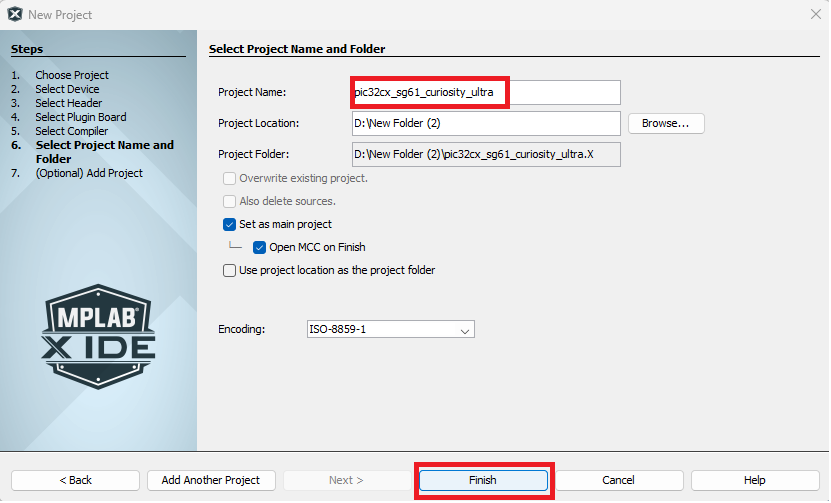 New Project
Steps
1. Choose Project
2. Select Device
3. Select Header
4. Select Plugin Board
5. Select Compiler
6. Select Project Name and
Folder
7. (Optional) Add Project
MPLAB®
X IDE
Select Project Name and Folder
Project Name: pic32cx_sg61_curiosity_ultra
Project Location: D:\New Folder (2) Browse...
Project Folder: D:\New Folder (2)\pic32cx_sg61_curiosity_ultra.X
Overwrite existing project.
Also delete sources.
Set as main project
Open MCC on Finish
Use project location as the project folder
Encoding: ISO-8859-1
< Back Add Another Project Next > Finish Cancel Help